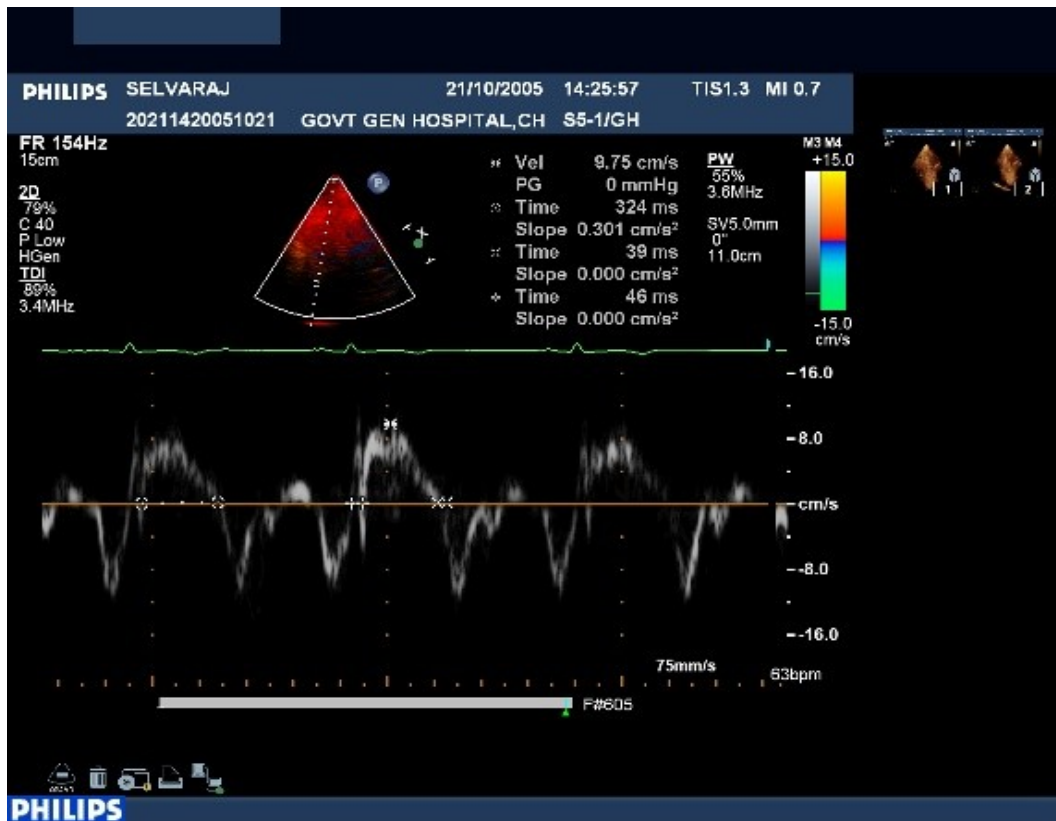 PHILIPS SELVARAJ 21/10/2005 14:25:57 TIS1.3 MI 0.7
20211420051021 GOVT GEN HOSPITAL,CH S5-1/GH
FR 154Hz
15cm
2D
79%
C 40
P Low
HGen
TDI
89%
3.4MHz
P
Vel 9.75 cm/s
PG 0 mmHg
Time 324 ms
Slope 0.301 cm/s²
Time 39 ms
Slope 0.000 cm/s²
Time 46 ms
Slope 0.000 cm/s²
PW
55%
3.6MHz
SV5.0mm
0°
11.0cm
M3 M4
+15.0
-15.0
cm/s
1 2
16.0
8.0
cm/s
-8.0
-16.0
75mm/s
63bpm
F#605
PHILIPS